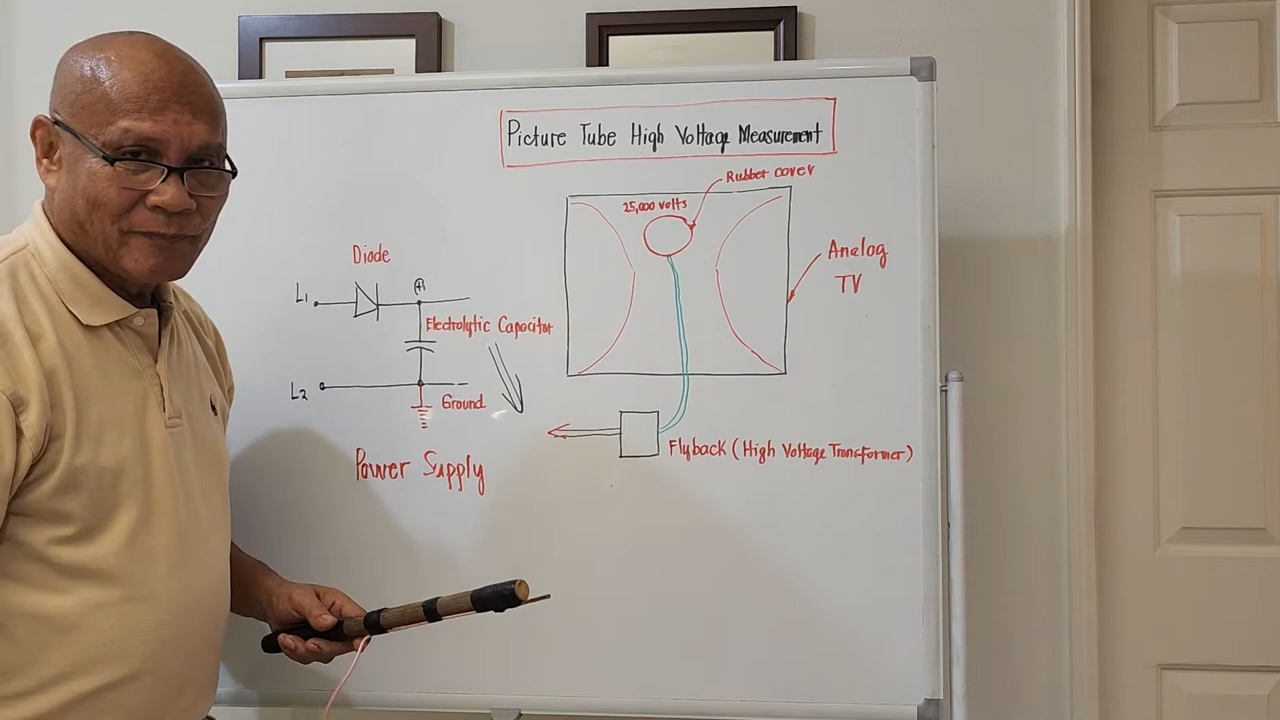 Picture Tube High Voltage Measurement
Rubber cover
25,000 volts
Analog
TV
Diode
L1
+
Electrolytic Capacitor
L2
Ground
Power Supply
Flyback (High Voltage Transformer)